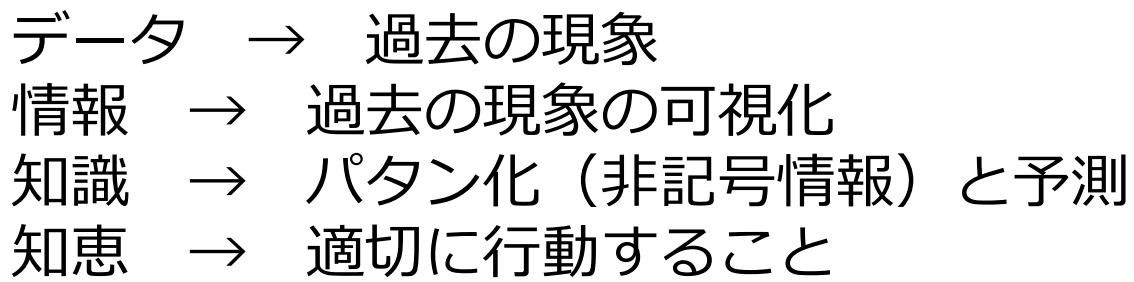 データ　→　過去の現象
情報　→　過去の現象の可視化
知識　→　パタン化（非記号情報）と予測
知恵　→　適切に行動すること